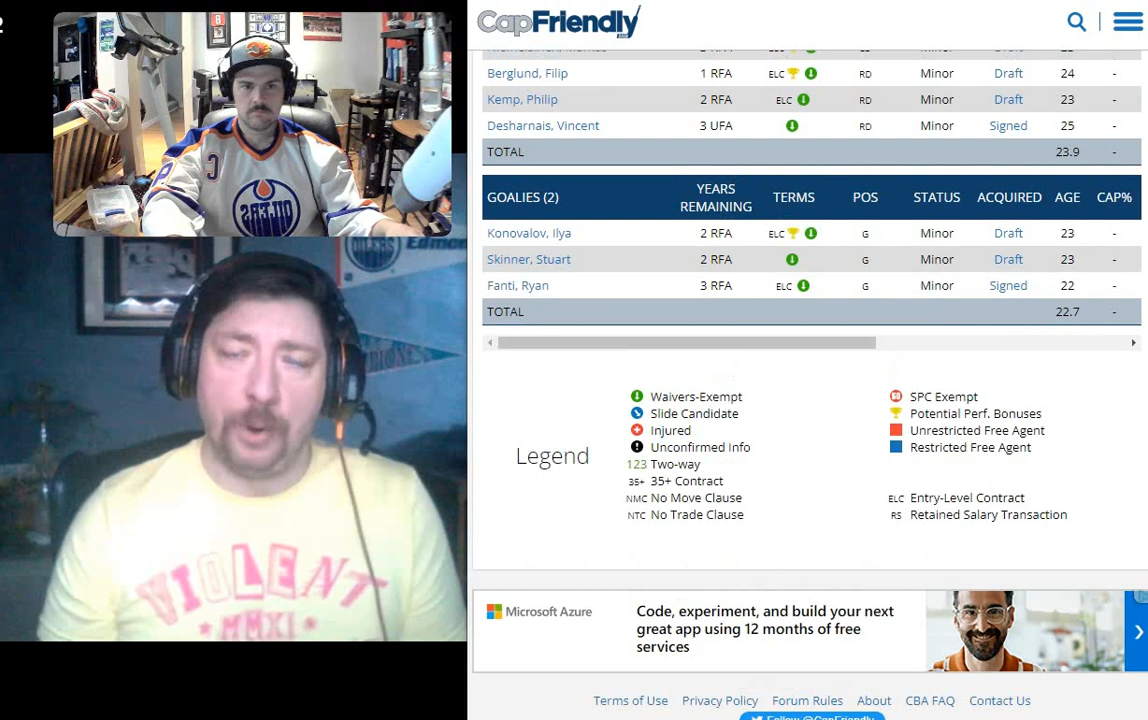 2
CapFriendly
Berglund, Filip 1 RFA ELC RD Minor Draft 24 -
Kemp, Philip 2 RFA ELC RD Minor Draft 23 -
Desharnais, Vincent 3 UFA RD Minor Signed 25 -
TOTAL 23.9 -
GOALIES (2) YEARS REMAINING TERMS POS STATUS ACQUIRED AGE CAP%
Konovalov, Ilya 2 RFA ELC G Minor Draft 23 -
Skinner, Stuart 2 RFA G Minor Draft 23 -
Fanti, Ryan 3 RFA ELC G Minor Signed 22 -
TOTAL 22.7 -
Legend
Waivers-Exempt
Slide Candidate
Injured
Unconfirmed Info
123 Two-way
35+ 35+ Contract
NMC No Move Clause
NTC No Trade Clause
SPC Exempt
Potential Perf. Bonuses
Unrestricted Free Agent
Restricted Free Agent
ELC Entry-Level Contract
RS Retained Salary Transaction
Microsoft Azure
Code, experiment, and build your next
great app using 12 months of free
services
Terms of Use Privacy Policy Forum Rules About CBA FAQ Contact Us
Follow @CapFriendly
C
OILERS
Edm
VIOLENT
MMXI